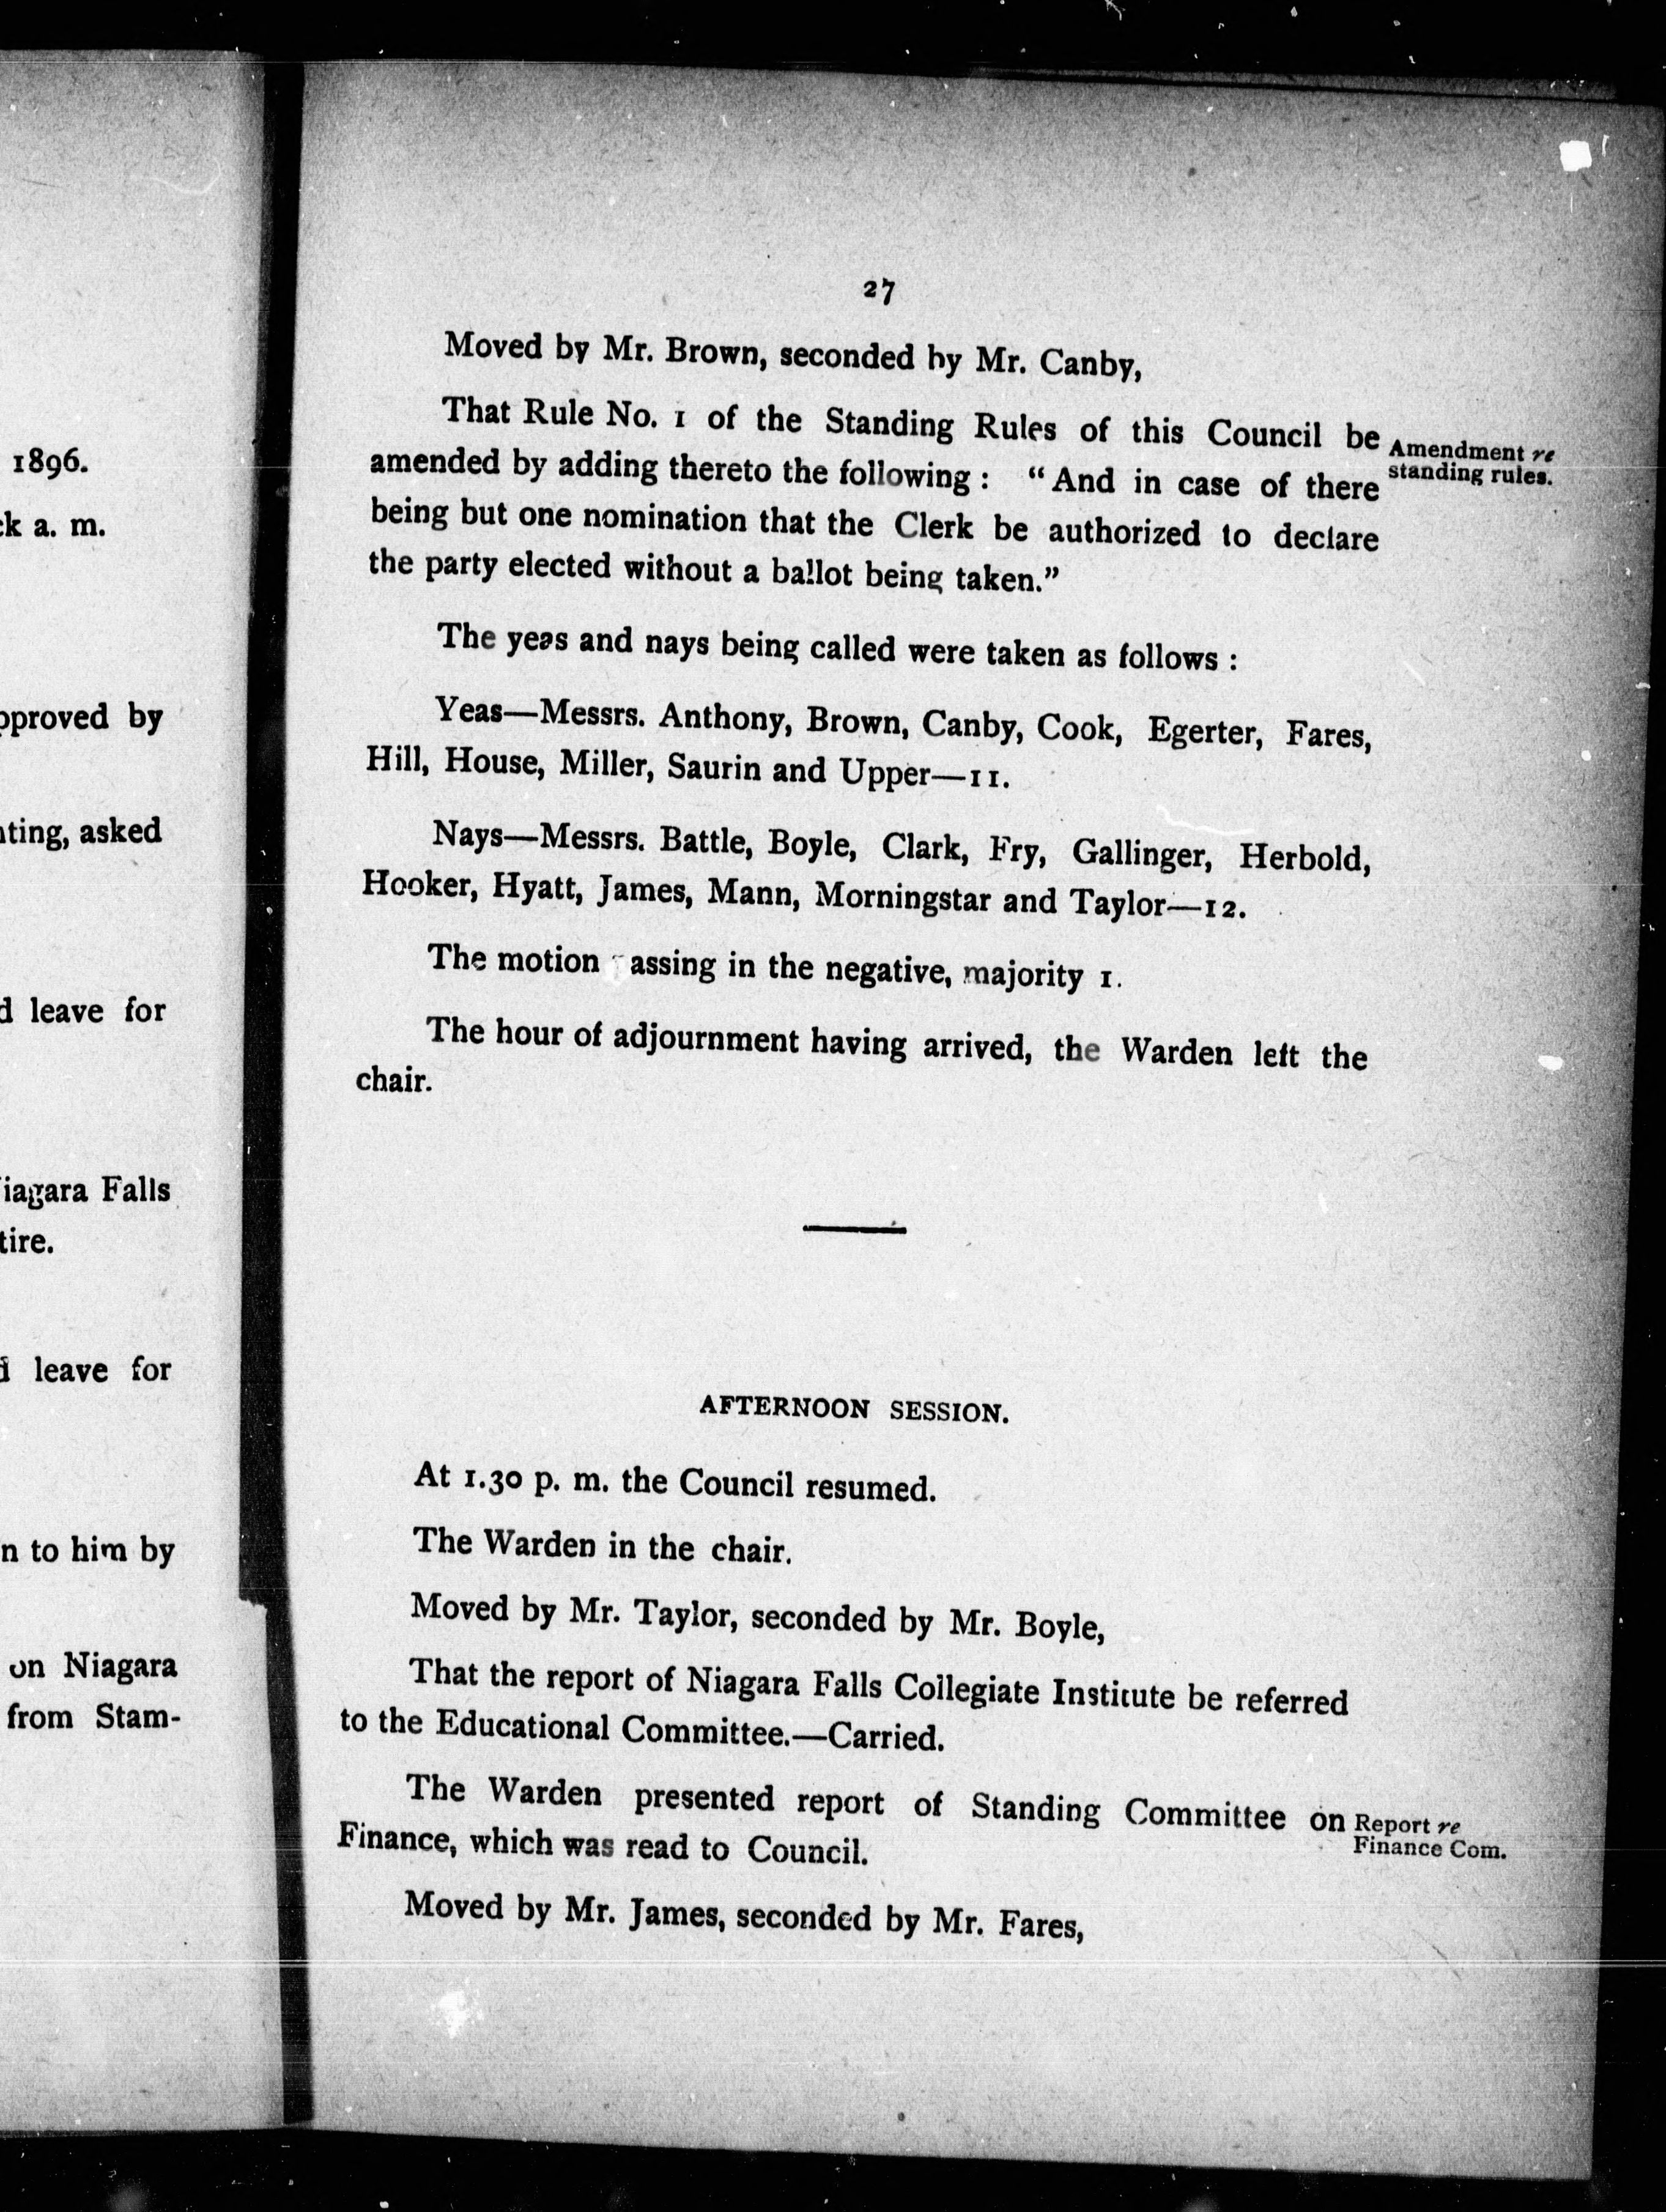 1896.
a. m.
by
asked
leave for
Falls
leave for
to him by
on Niagara
from Stam-
27
Moved by Mr. Brown, seconded by Mr. Canby,
That Rule No. 1 of the Standing Rules of this Council be
Amendment re
standing rules.
amended by adding thereto the following : “ And in case of there
being but one nomination that the Clerk be authorized to declare
the party elected without a ballot being taken.”
The yeas and nays being called were taken as follows :
Yeas—Messrs. Anthony, Brown, Canby, Cook, Egerter, Fares,
Hill, House, Miller, Saurin and Upper—11.
Nays—Messrs. Battle, Boyle, Clark, Fry, Gallinger, Herbold,
Hooker, Hyatt, James, Mann, Morningstar and Taylor—12.
The motion assing in the negative, majority 1.
The hour of adjournment having arrived, the Warden left the
chair.
AFTERNOON SESSION.
At 1.30 p. m. the Council resumed.
The Warden in the chair.
Moved by Mr. Taylor, seconded by Mr. Boyle,
That the report of Niagara Falls Collegiate Institute be referred
to the Educational Committee.—Carried.
The Warden presented report of Standing Committee on
Report re
Finance Com.
Finance, which was read to Council.
Moved by Mr. James, seconded by Mr. Fares,